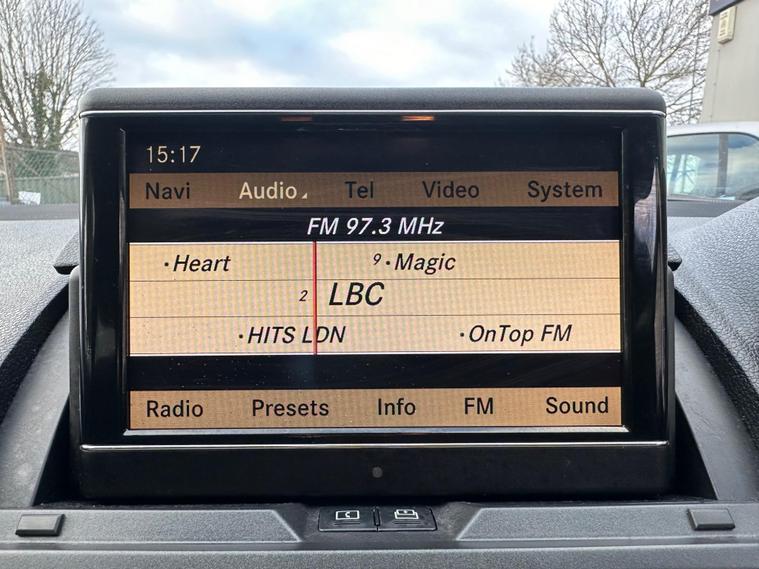 15:17
Navi Audio Tel Video System
FM 97.3 MHz
·Heart 9·Magic
2 LBC
·HITS LDN ·OnTop FM
Radio Presets Info FM Sound